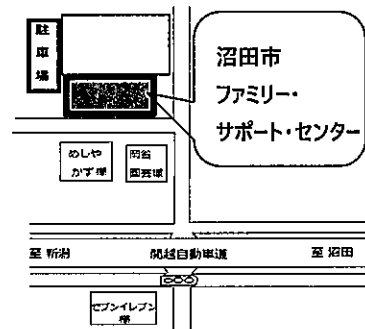 駐車場
沼田市
ファミリー・
サポート・センター
めしや
かず様
岡谷
園芸様
至 新潟
関越自動車道
至 沼田
セブンイレブン
様